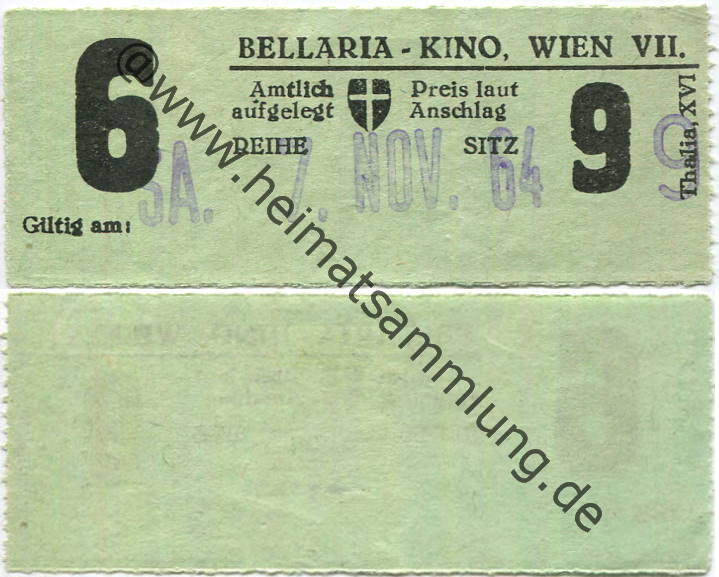 BELLARIA - KINO, WIEN VII.
6
Amtlich
aufgelegt
Preis laut
Anschlag
REIHE
SITZ
9
SA. 7. NOV. 64 9
Gültig am:
Thalia, XVI
@www.heimatsammlung.de